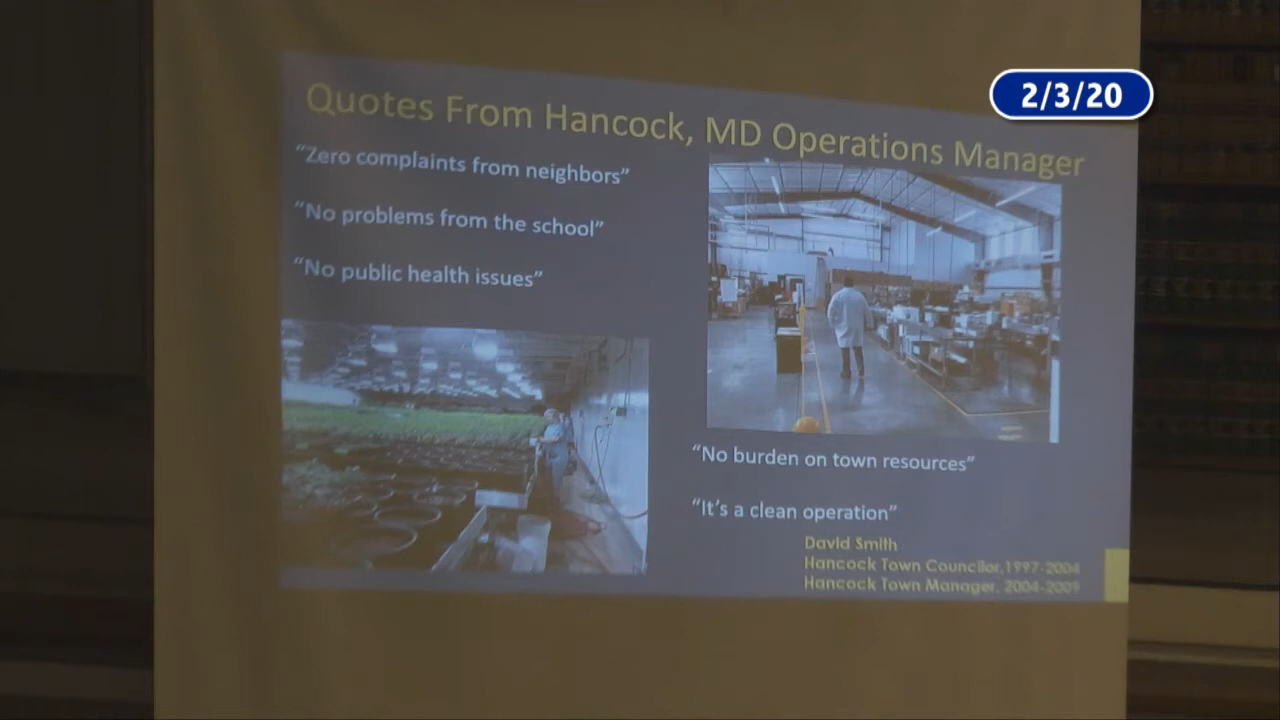 2/3/20
Quotes From Hancock, MD Operations Manager
“Zero complaints from neighbors”
“No problems from the school”
“No public health issues”
“No burden on town resources”
“It’s a clean operation”
David Smith
Hancock Town Councilor,1997-2004
Hancock Town Manager, 2004-2009